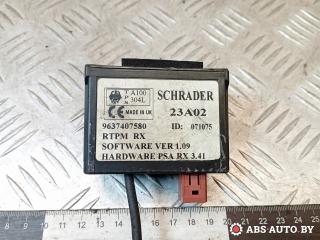 A100
304L
SCHRADER
CE MADE IN UK
23A02
9637407580
ID: 071075
RTPM RX
SOFTWARE VER 1.09
HARDWARE PSA RX 3.41
ABS AUTO.BY